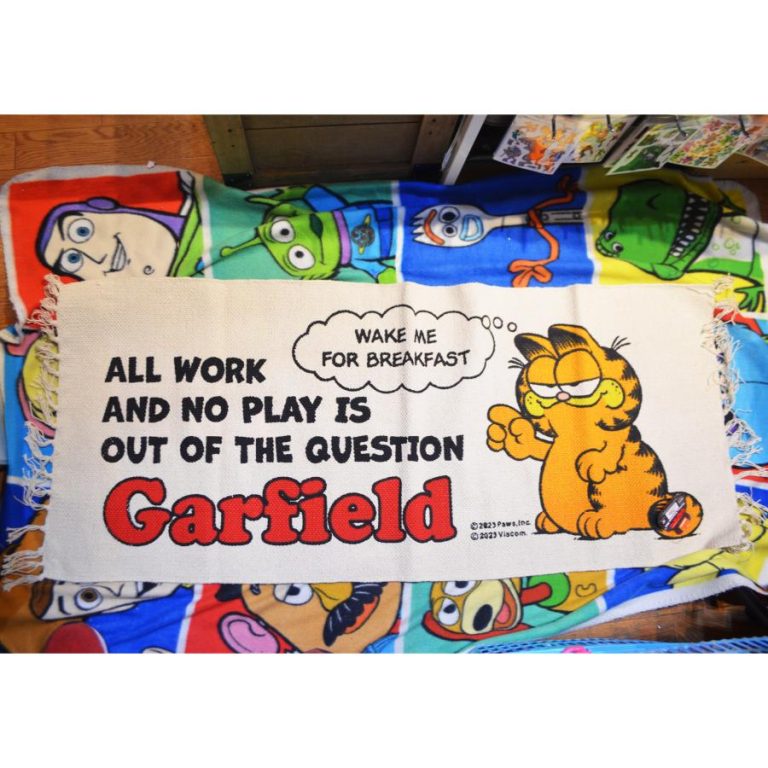 WAKE ME
FOR BREAKFAST
ALL WORK
AND NO PLAY IS
OUT OF THE QUESTION
Garfield
©2023 Paws, Inc.
©2023 Viacom.